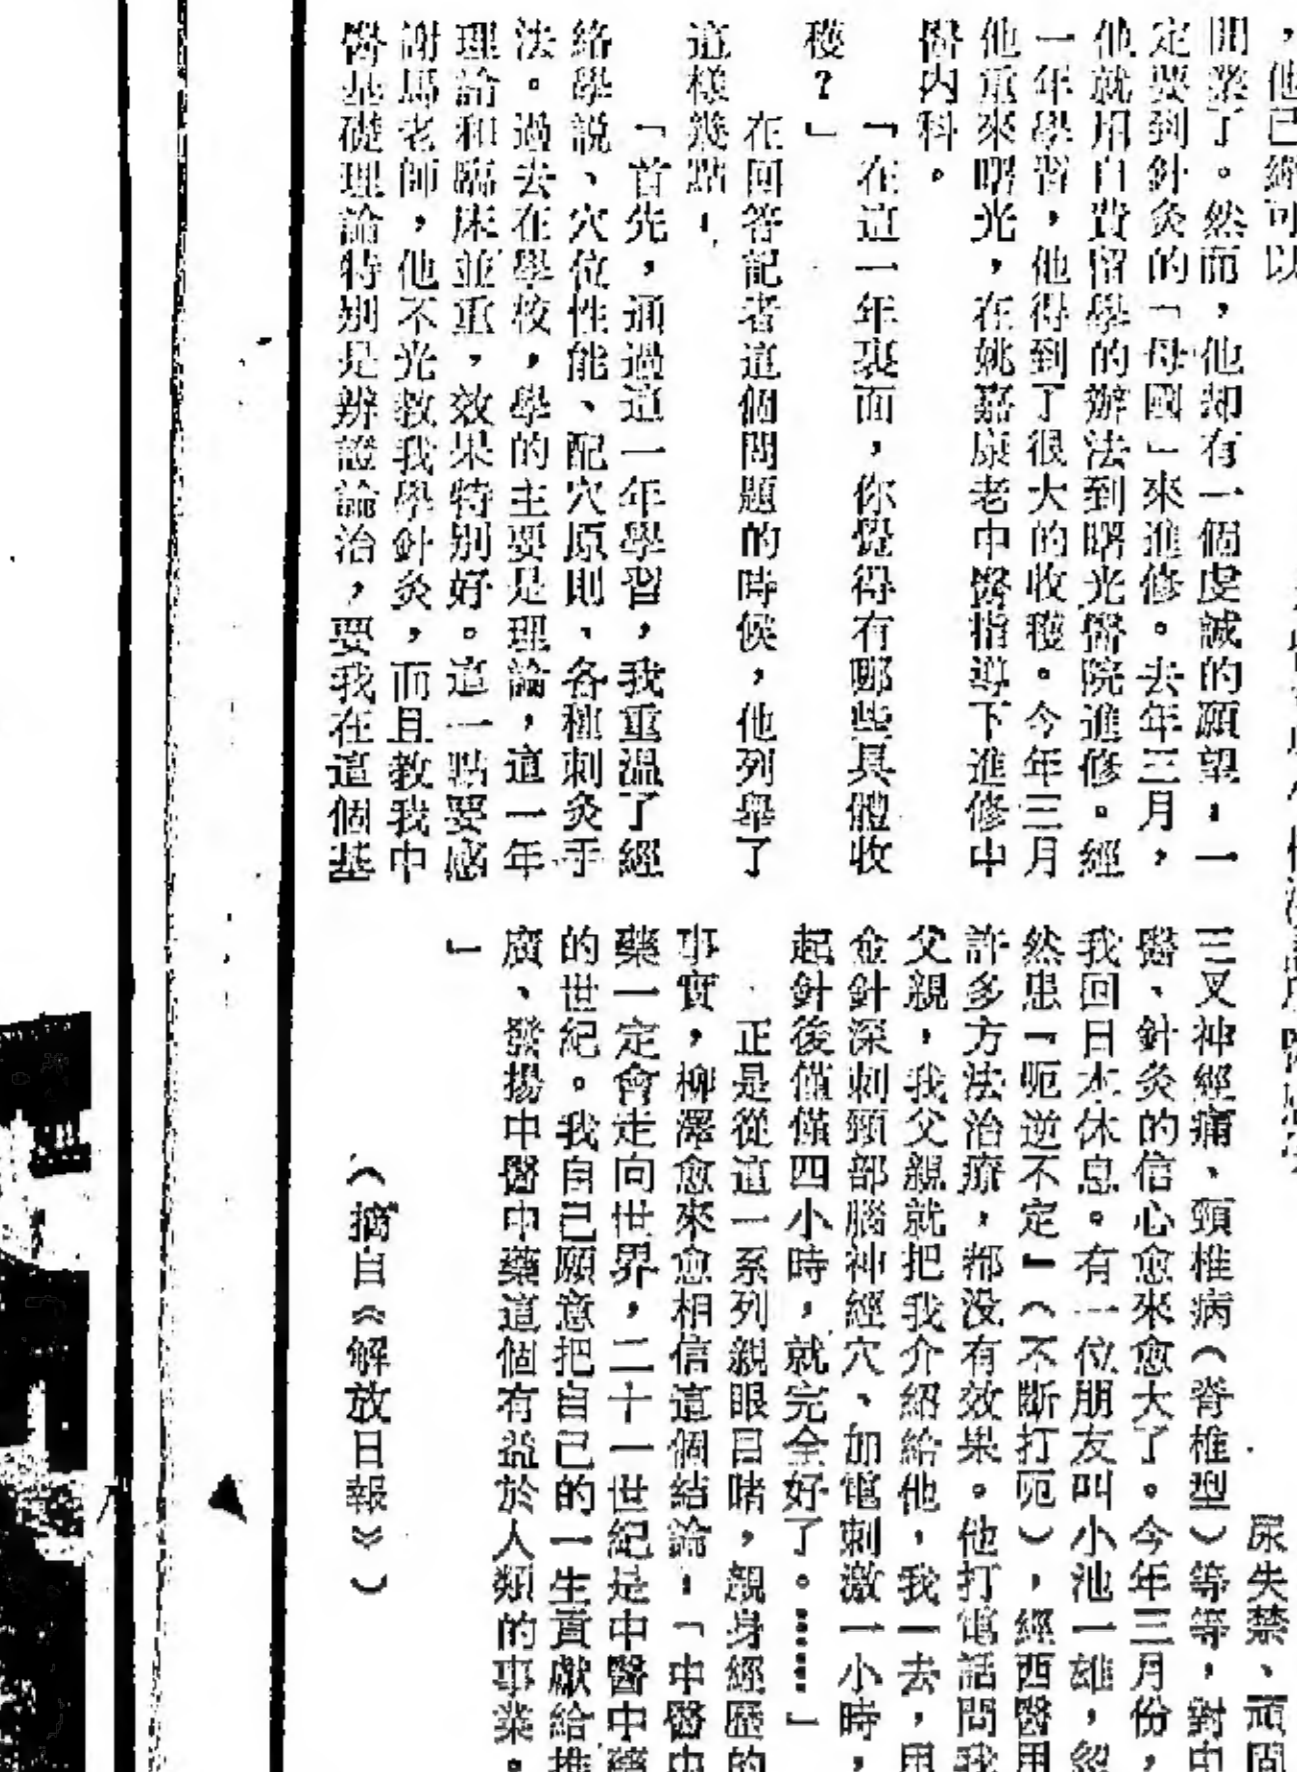 ，他已經可以
開業了。然而，他却有一個虔誠的願望：一
定要到針灸的「母國」來進修。去年三月，
他就用自費留學的辦法到曙光醫院進修。經
一年學習，他得到了很大的收穫。今年三月
他重來曙光，在姚嘉康老中醫指導下進修中
醫內科。
「在這一年裏面，你覺得有哪些具體收
穫？」
在回答記者這個問題的時候，他列舉了
這樣幾點：
「首先，通過這一年學習，我重溫了經
絡學説、穴位性能、配穴原則、各種刺灸手
法。過去在學校，學的主要是理論，這一年
理論和臨床並重，效果特別好。這一點要感
謝馬老師，他不光教我學針灸，而且教我中
醫基礎理論特別是辨證論治，要我在這個基
尿失禁、頑固
三叉神經痛、頸椎病（脊椎型）等等，對中
醫、針灸的信心愈來愈大了。今年三月份，
我回日本休息。有一位朋友叫小池一雄，
然患『呃逆不定』（不斷打呃），經西醫用
許多方法治療，都没有效果。他打電話問我
父親，我父親就把我介紹給他，我一去，用
金針深刺頸部腦神經穴、加電刺激一小時，
起針後僅僅四小時，就完全好了。……」
正是從這一系列親眼目睹，親身經歷的
事實，柳澤愈來愈相信這個結論：「中醫中
藥一定會走向世界，二十一世紀是中醫中藥
的世紀。我自己願意把自己的一生貢獻給推
廣、發揚中醫中藥這個有益於人類的事業。
」
（摘自《解放日報》）